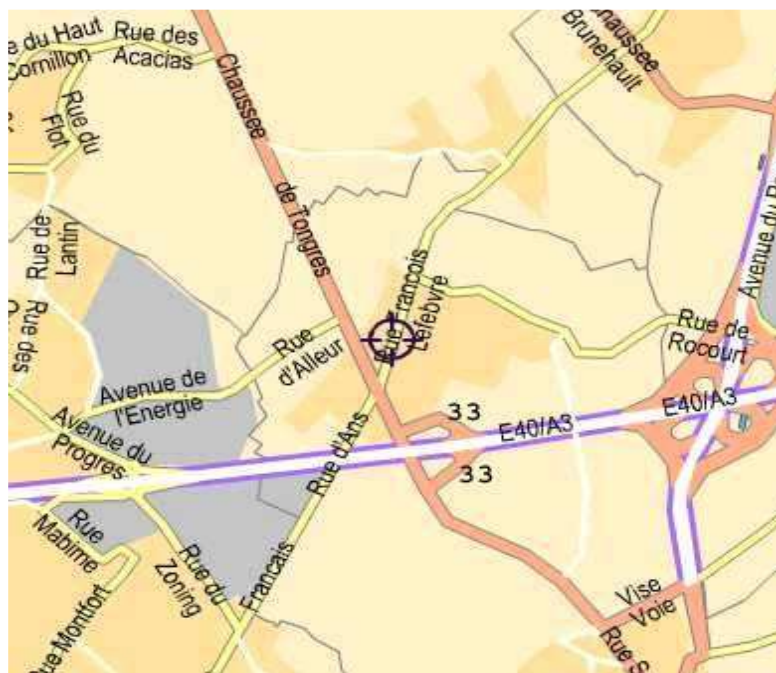 e du Haut
Cornillon
Rue des
Acacias
Chaussee
Brunehault
Rue du
Flot
Chaussee
de Tongres
Rue de
Lantin
Rue des
Rue
d'Alleur
Rue Francois
Lefebvre
Rue de
Rocourt
Avenue du
Avenue de
l'Energie
Avenue du
Progres
33
33
E40/A3
E40/A3
Rue d'Ans
Francais
Rue
Mabime
Rue du
Zoning
Rue Montfort
Vise
Voie
Rue S